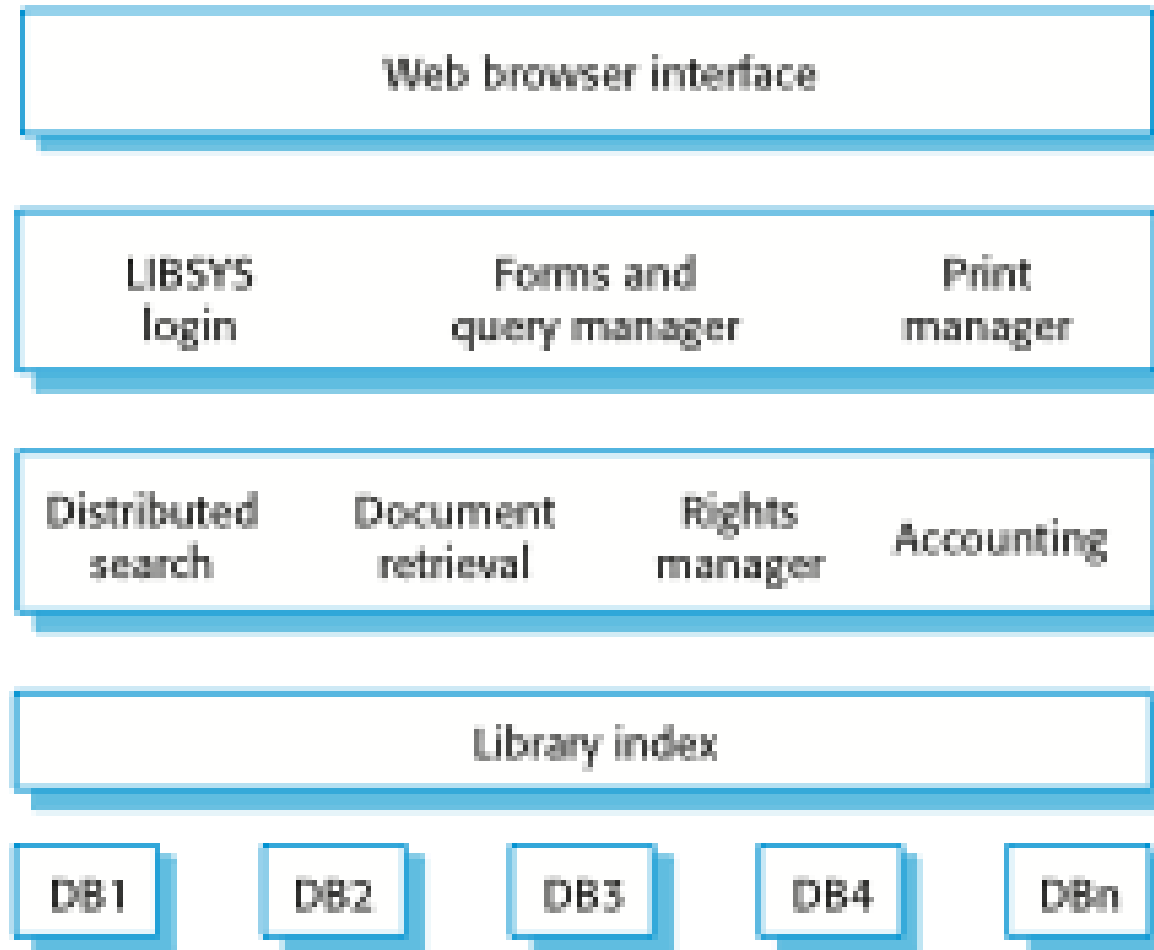 Web browser interface
LIBSYS Forms and Print
login query manager manager
Distributed Document Rights Accounting
search retrieval manager
Library index
DB1 DB2 DB3 DB4 DBn